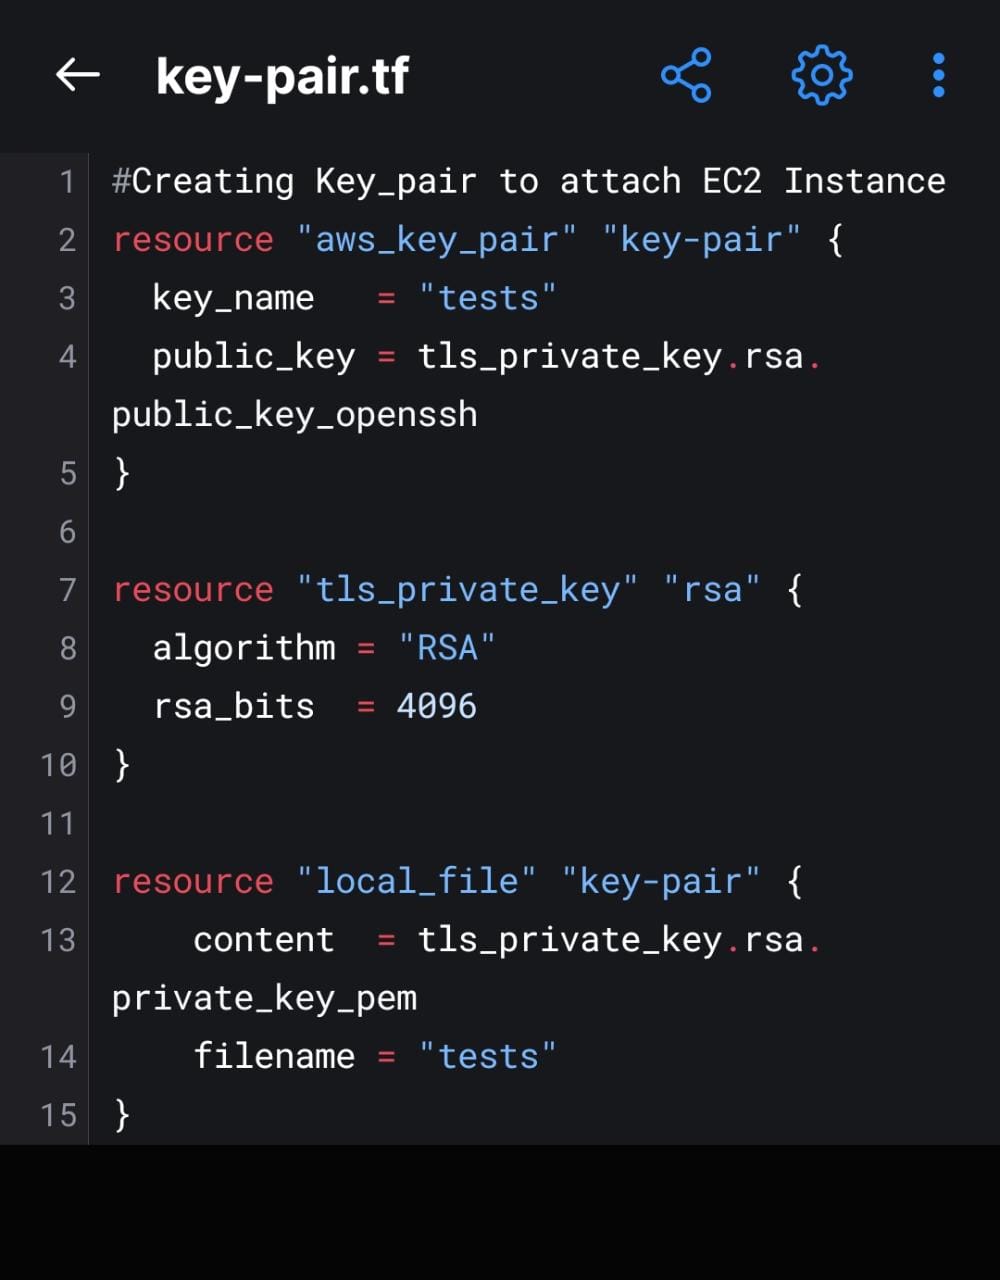 key-pair.tf
1 #Creating Key_pair to attach EC2 Instance
2 resource "aws_key_pair" "key-pair" {
3   key_name   = "tests"
4   public_key = tls_private_key.rsa.
public_key_openssh
5 }
6
7 resource "tls_private_key" "rsa" {
8   algorithm = "RSA"
9   rsa_bits  = 4096
10 }
11
12 resource "local_file" "key-pair" {
13     content  = tls_private_key.rsa.
private_key_pem
14     filename = "tests"
15 }